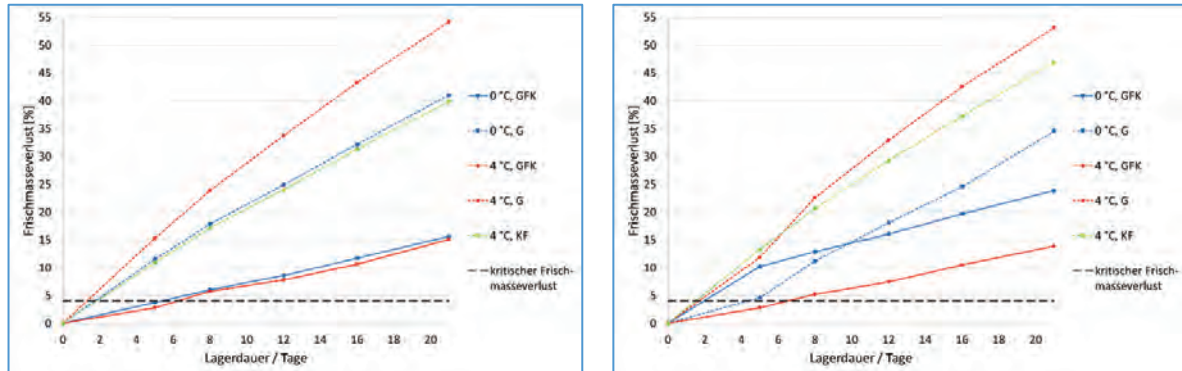 55
50
45
40
35
30
25
20
15
10
5
0
Frischmasseverlust [%]
0 2 4 6 8 10 12 14 16 18 20
Lagerdauer / Tage
0 °C, GFK
0 °C, G
4 °C, GFK
4 °C, G
4 °C, KF
kritischer Frisch-
masseverlust
55
50
45
40
35
30
25
20
15
10
5
0
Frischmasseverlust [%]
0 2 4 6 8 10 12 14 16 18 20
Lagerdauer / Tage
0 °C, GFK
0 °C, G
4 °C, GFK
4 °C, G
4 °C, KF
kritischer Frisch-
masseverlust